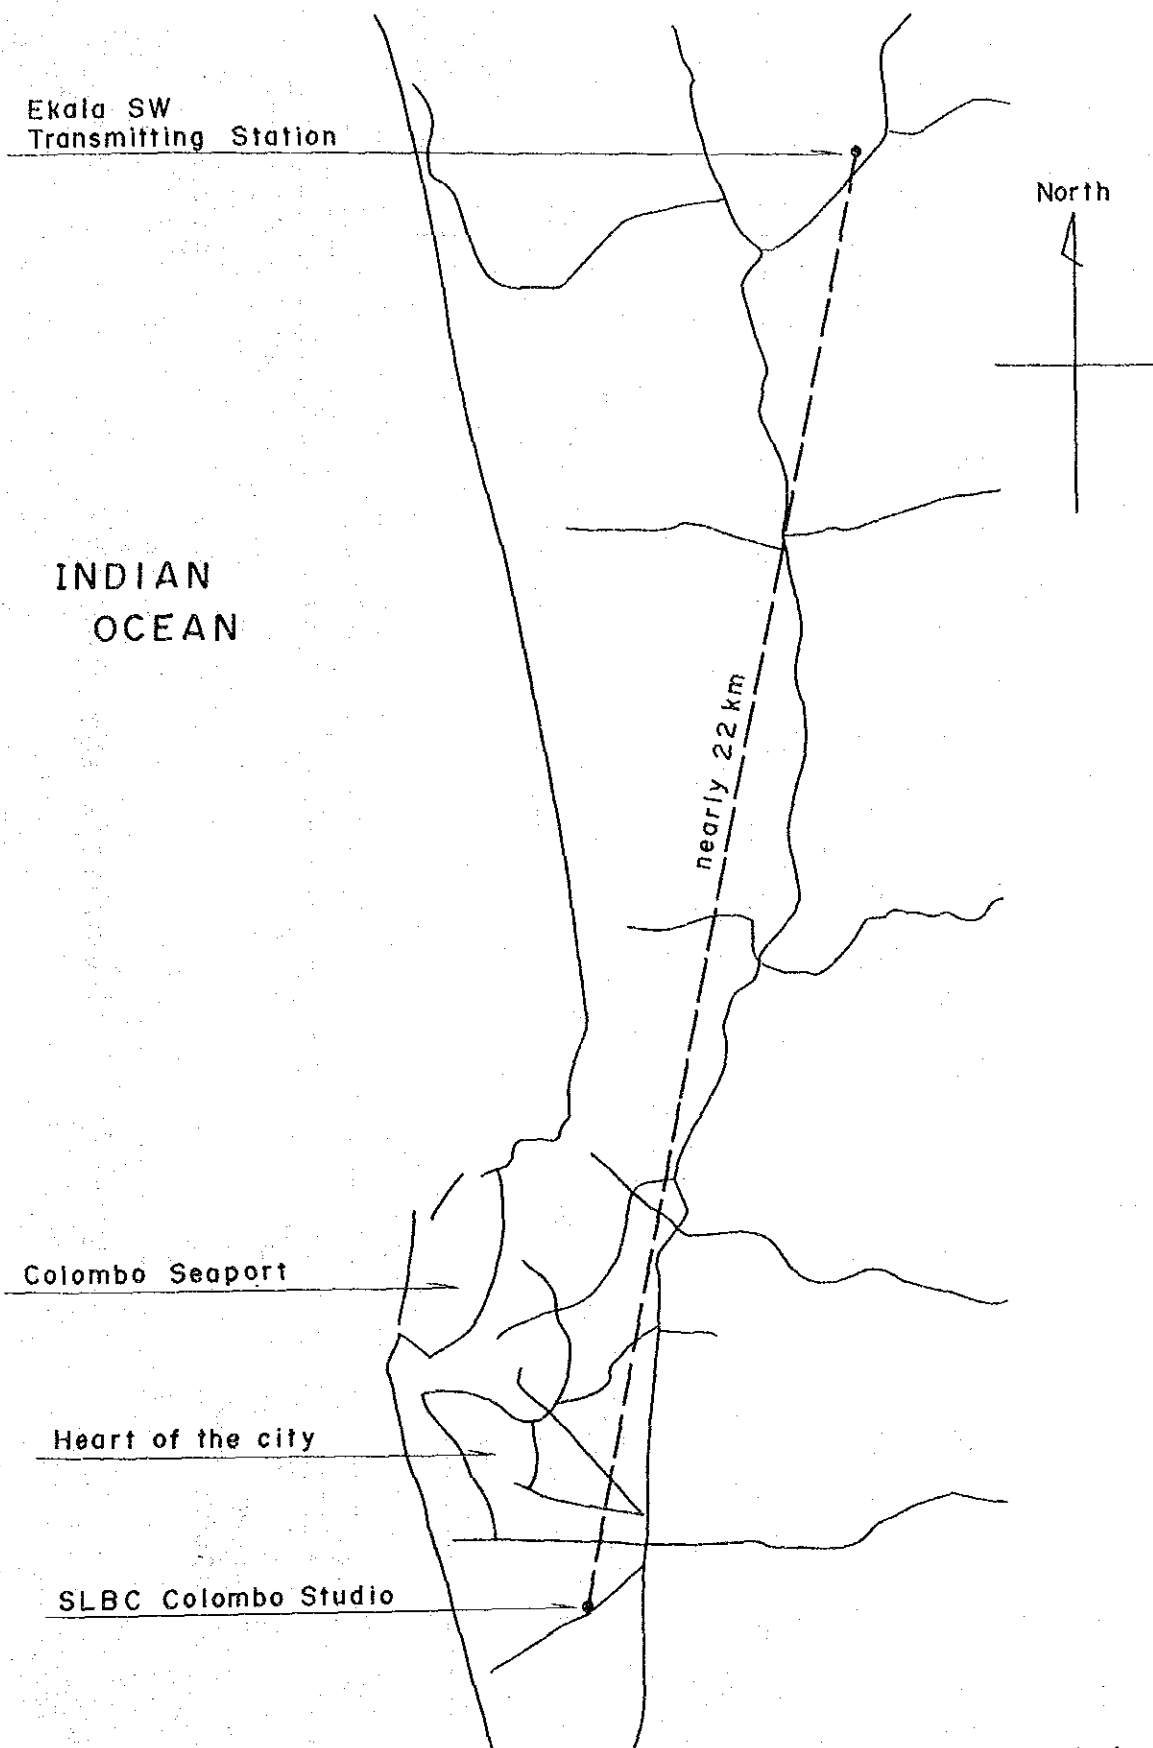 Ekala SW
Transmitting Station
North
INDIAN
OCEAN
nearly 22 km
Colombo Seaport
Heart of the city
SLBC Colombo Studio